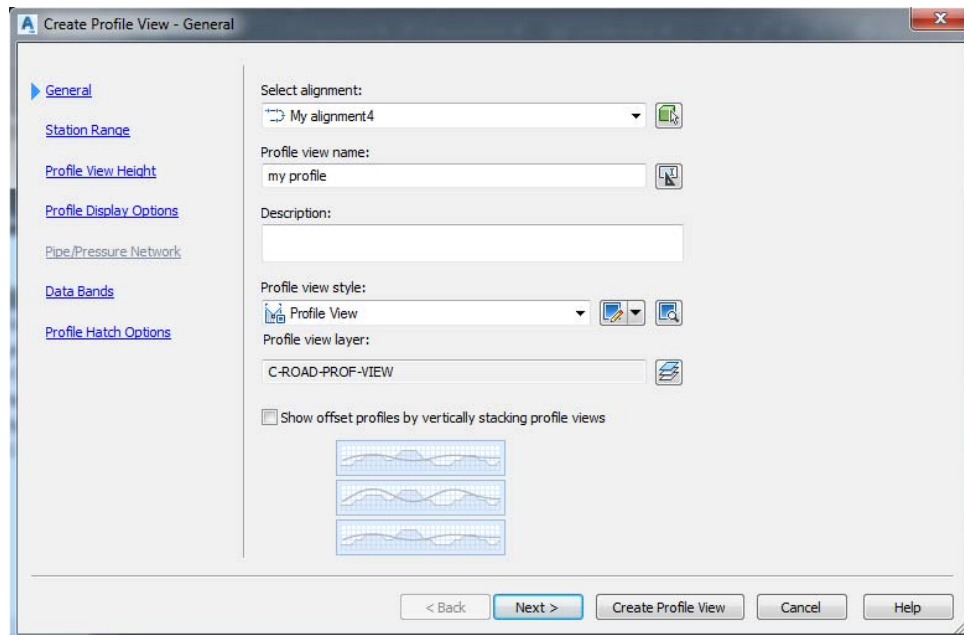 Create Profile View - General
General
Station Range
Profile View Height
Profile Display Options
Pipe/Pressure Network
Data Bands
Profile Hatch Options
Select alignment:
My alignment4
Profile view name:
my profile
Description:
Profile view style:
Profile View
Profile view layer:
C-ROAD-PROF-VIEW
Show offset profiles by vertically stacking profile views
< Back Next > Create Profile View Cancel Help